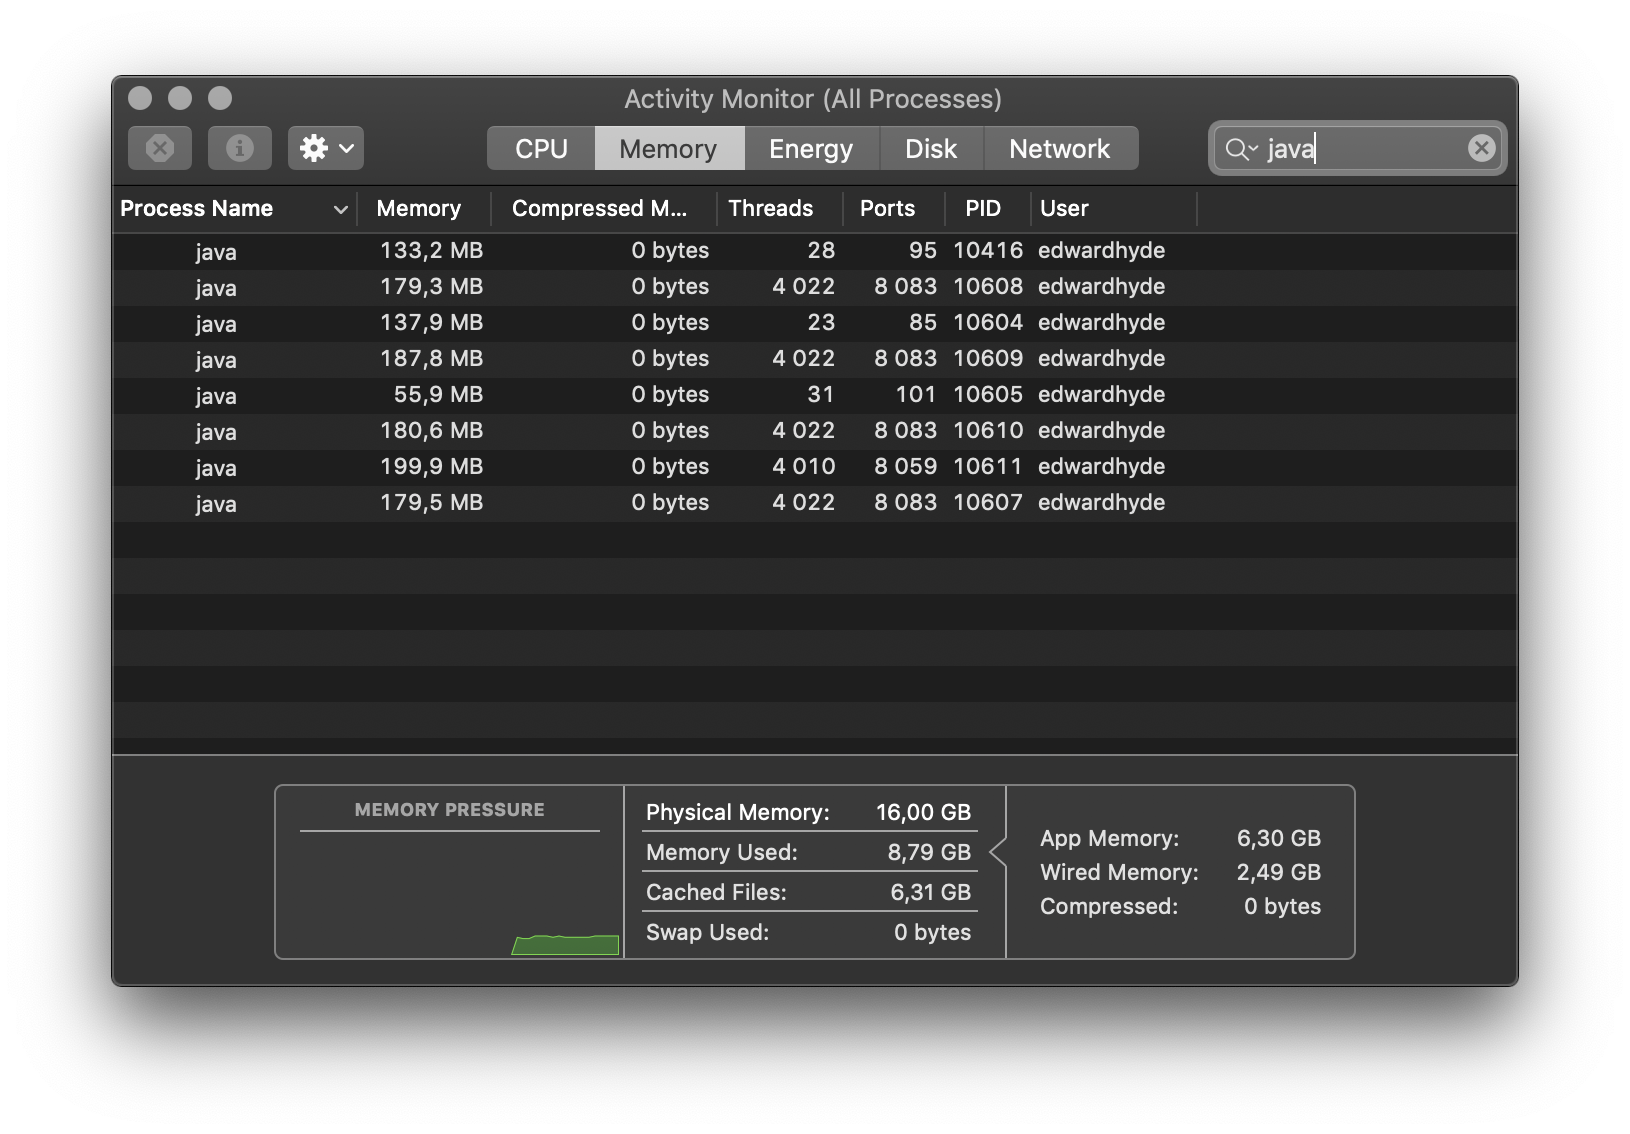 Activity Monitor (All Processes)
CPU Memory Energy Disk Network java
Process Name Memory Compressed M... Threads Ports PID User
java 133,2 MB 0 bytes 28 95 10416 edwardhyde
java 179,3 MB 0 bytes 4 022 8 083 10608 edwardhyde
java 137,9 MB 0 bytes 23 85 10604 edwardhyde
java 187,8 MB 0 bytes 4 022 8 083 10609 edwardhyde
java 55,9 MB 0 bytes 31 101 10605 edwardhyde
java 180,6 MB 0 bytes 4 022 8 083 10610 edwardhyde
java 199,9 MB 0 bytes 4 010 8 059 10611 edwardhyde
java 179,5 MB 0 bytes 4 022 8 083 10607 edwardhyde
MEMORY PRESSURE
Physical Memory: 16,00 GB
Memory Used: 8,79 GB
Cached Files: 6,31 GB
Swap Used: 0 bytes
App Memory: 6,30 GB
Wired Memory: 2,49 GB
Compressed: 0 bytes